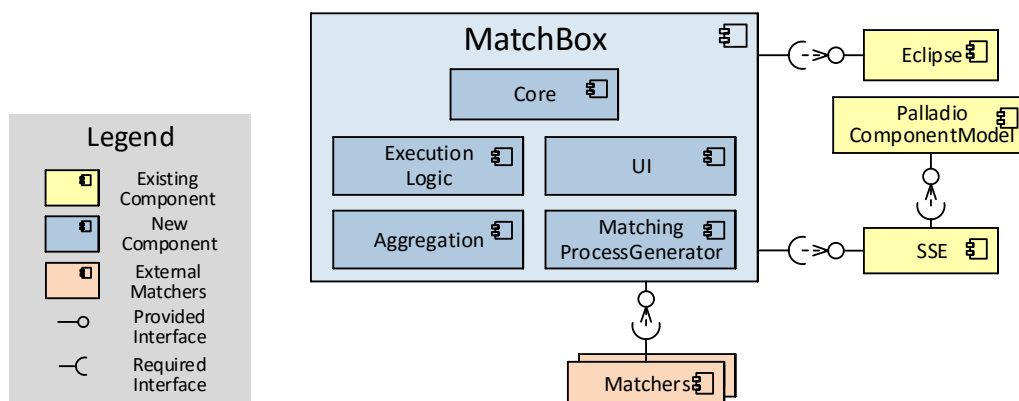 MatchBox
Core
Execution
Logic
UI
Aggregation
Matching
ProcessGenerator
Eclipse
Palladio
ComponentModel
SSE
Matchers
Legend
Existing
Component
New
Component
External
Matchers
Provided
Interface
Required
Interface